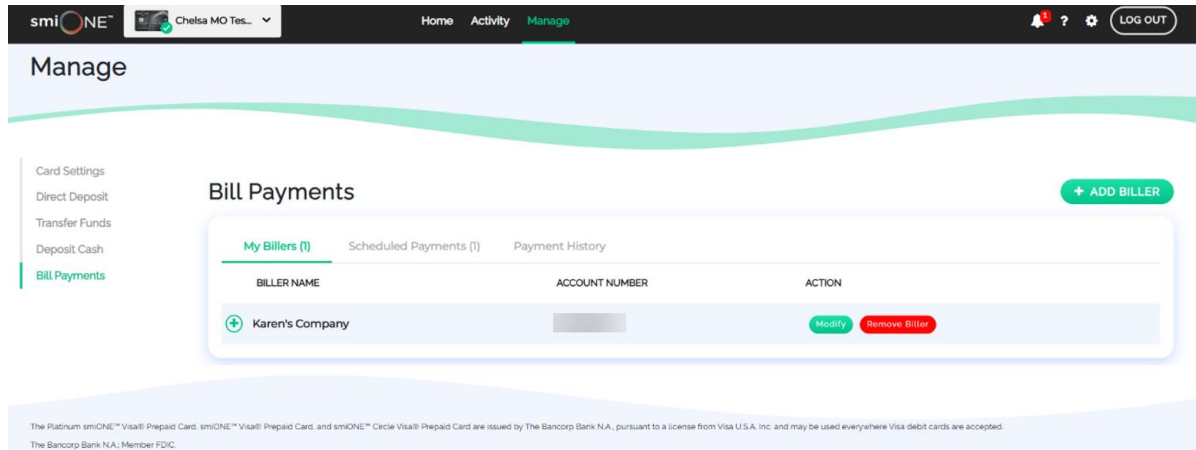 smiONE™ Chelsa MO Tes... Home Activity Manage 1 ? LOG OUT
Manage
Card Settings
Direct Deposit
Transfer Funds
Deposit Cash
Bill Payments
Bill Payments
+ ADD BILLER
My Billers (1) Scheduled Payments (1) Payment History
BILLER NAME ACCOUNT NUMBER ACTION
Karen's Company Modify Remove Biller
The Platinum smiONE™ Visa® Prepaid Card, smiONE™ Visa® Prepaid Card, and smiONE™ Circle Visa® Prepaid Card are issued by The Bancorp Bank N.A., pursuant to a license from Visa U.S.A. Inc. and may be used everywhere Visa debit cards are accepted.
The Bancorp Bank N.A.; Member FDIC.